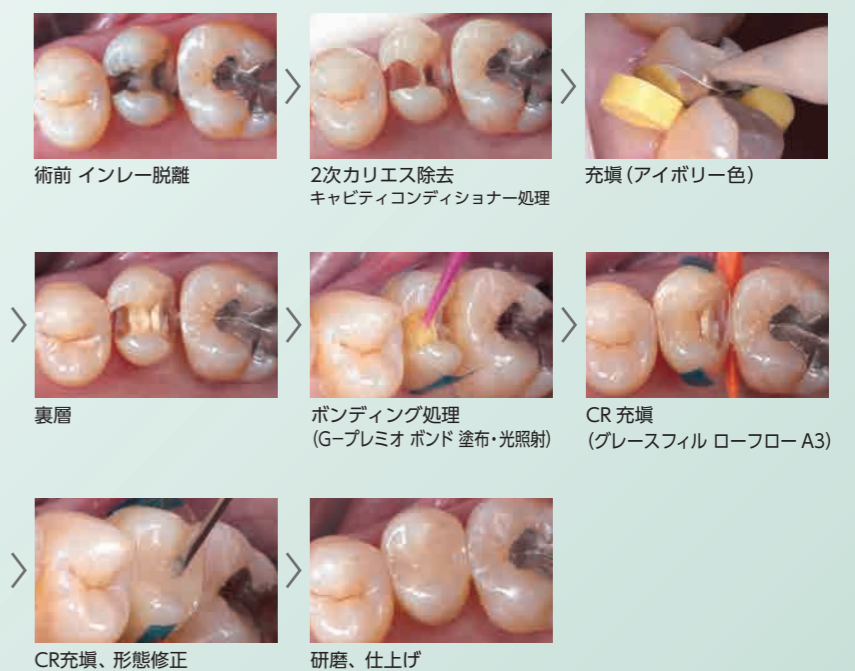 術前 インレー脱離
2次カリエス除去
キャビティコンディショナー処理
充塡（アイボリー色）
裏層
ボンディング処理
（G－プレミオ ボンド 塗布・光照射）
CR 充塡
（グレースフィル ローフロー A3）
CR充塡、形態修正
研磨、仕上げ